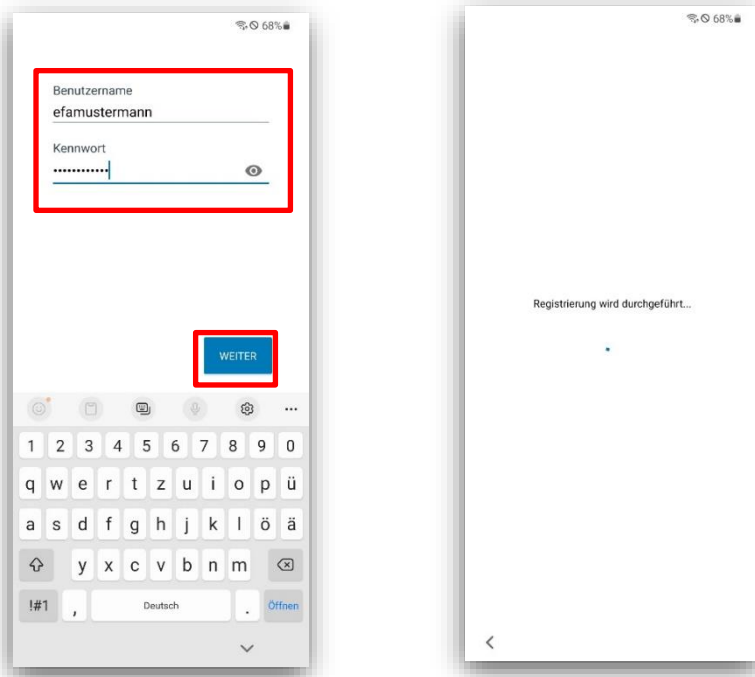 68%
Benutzername
efamustermann
Kennwort
••••••••••••
WEITER
1 2 3 4 5 6 7 8 9 0
q w e r t z u i o p ü
a s d f g h j k l ö ä
y x c v b n m
!#1 , Deutsch . Öffnen
68%
Registrierung wird durchgeführt...